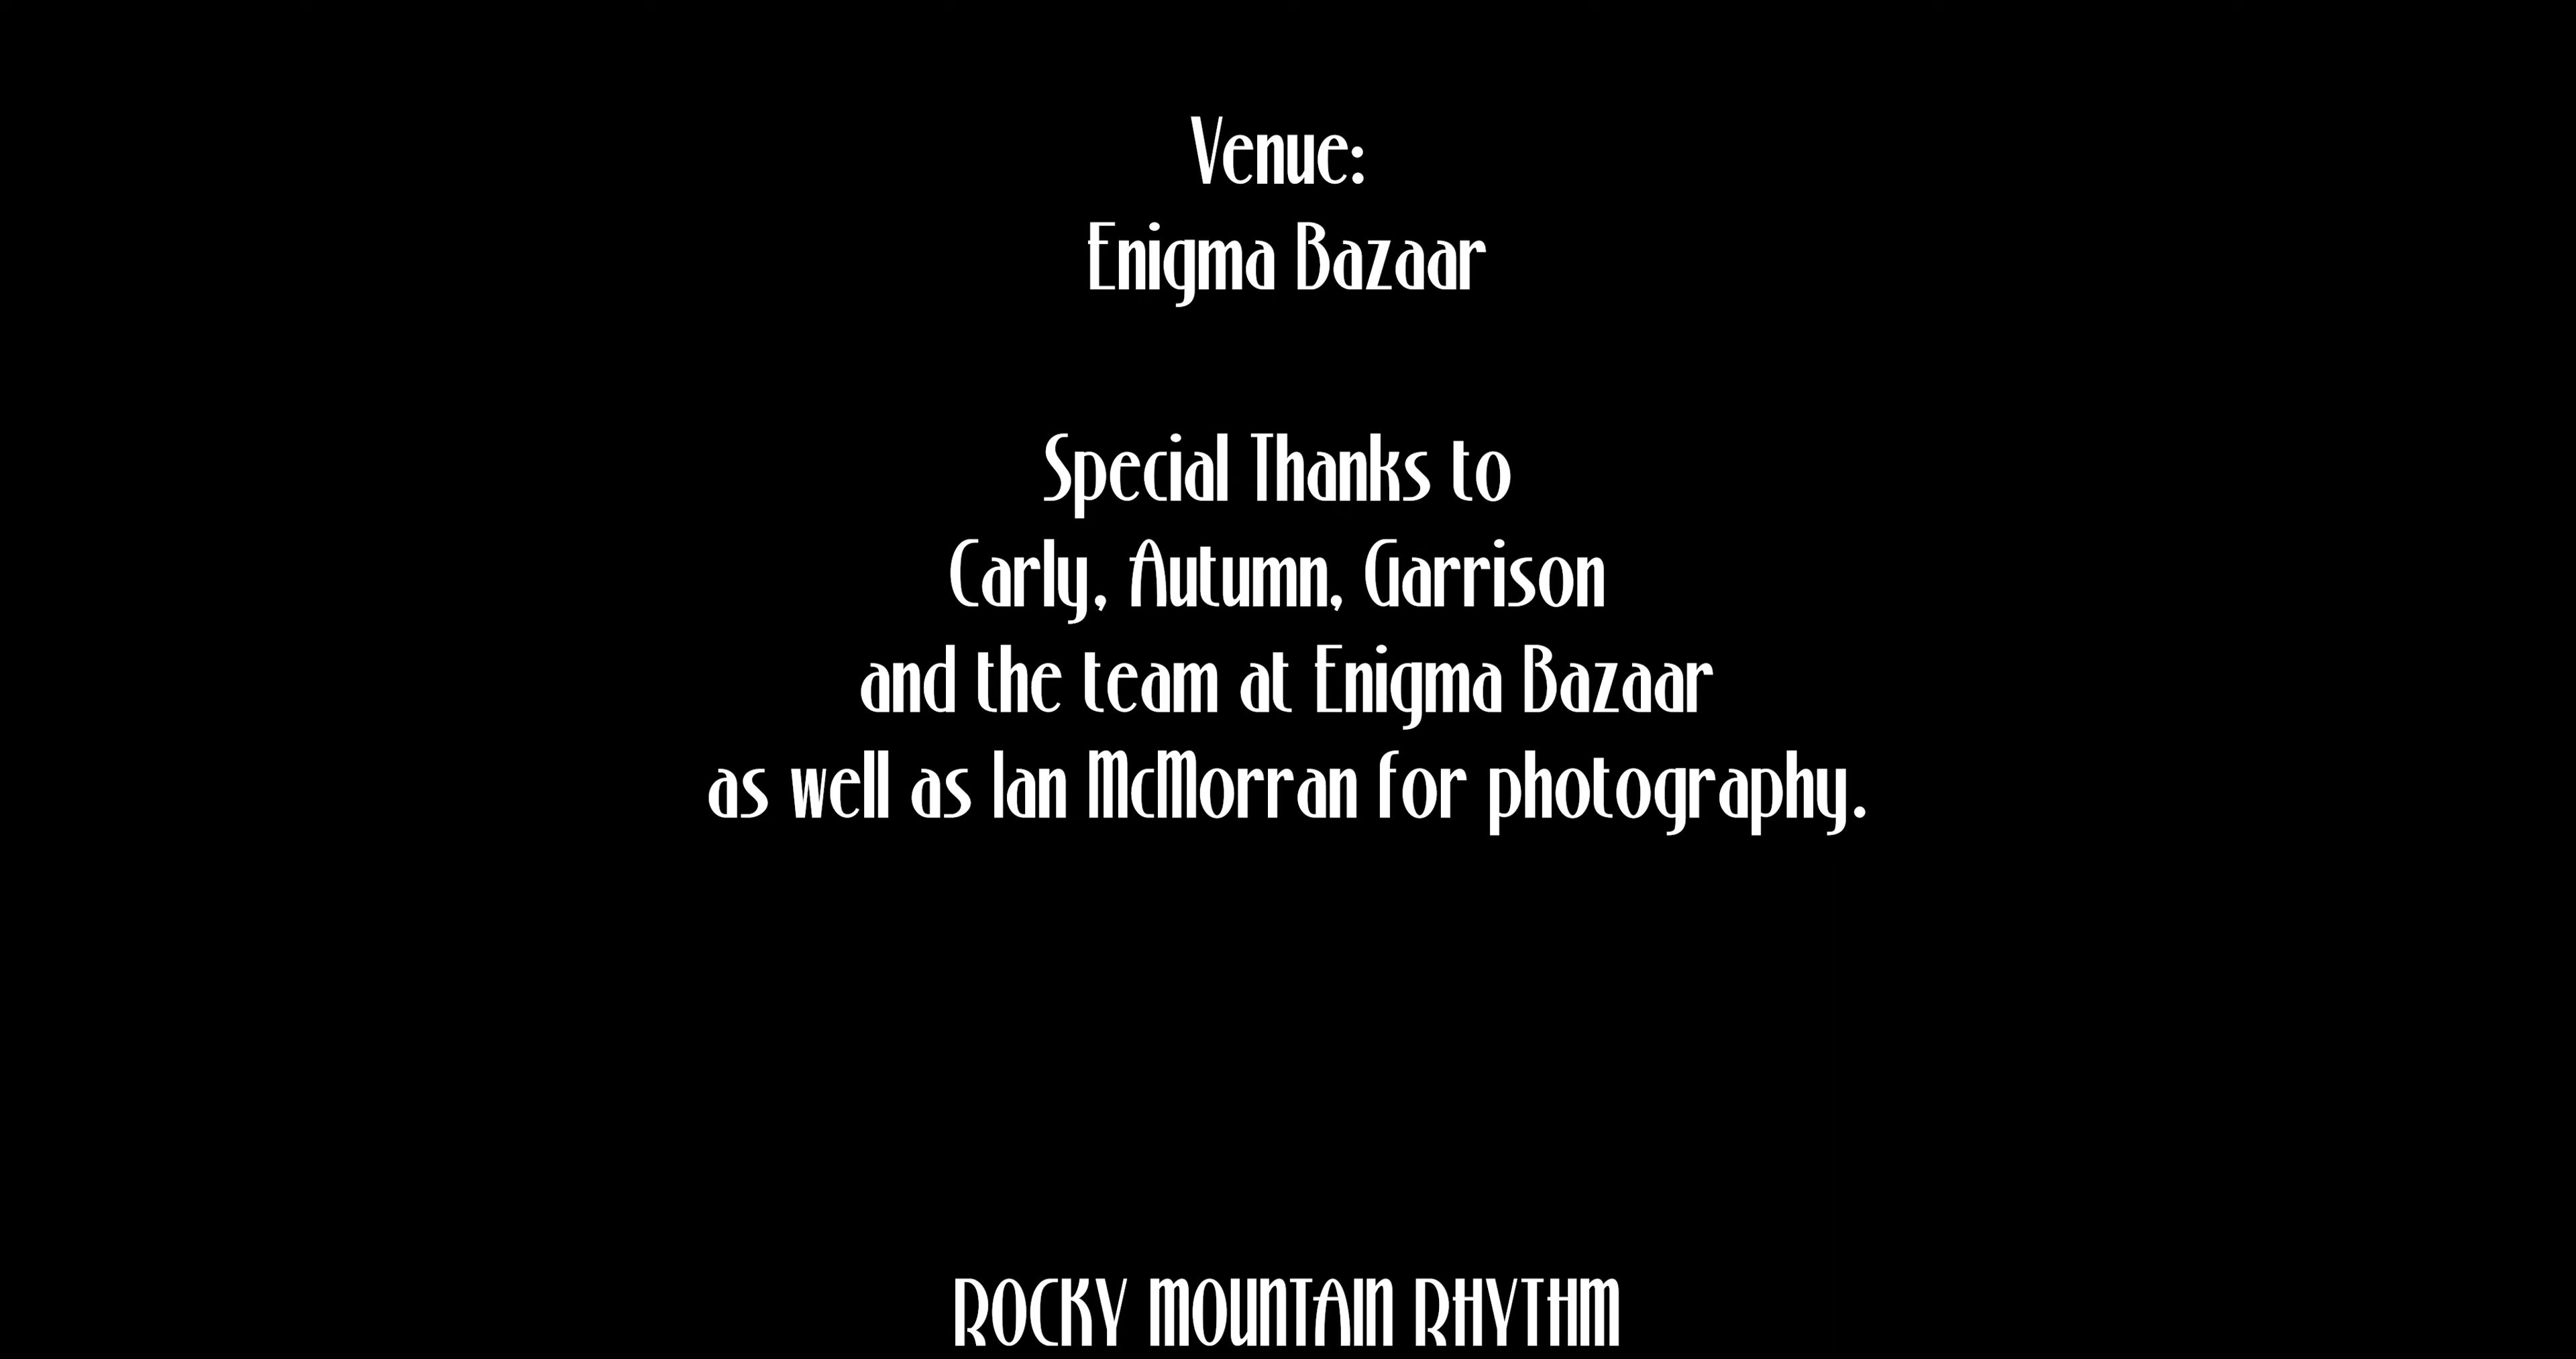 Venue:
Enigma Bazaar
Special Thanks to
Carly, Autumn, Garrison
and the team at Enigma Bazaar
as well as Ian McMorran for photography.
ROCKY MOUNTAIN RHYTHM